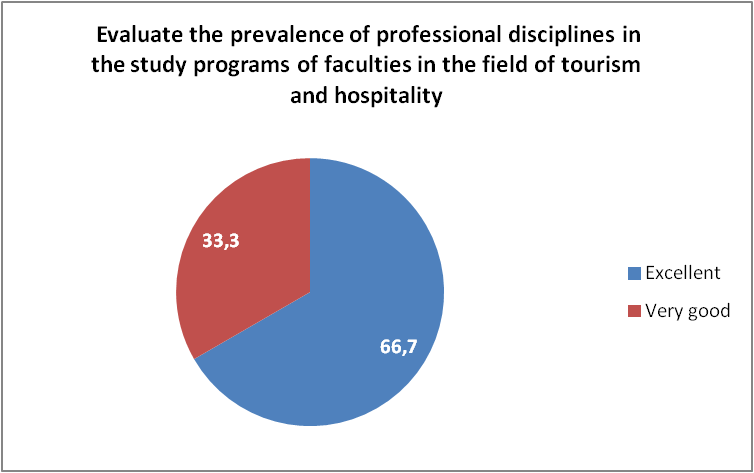 Evaluate the prevalence of professional disciplines in
the study programs of faculties in the field of tourism
and hospitality
33,3
66,7
Excellent
Very good